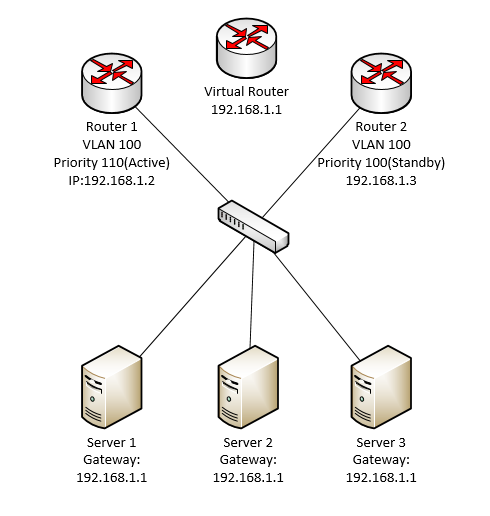 Virtual Router
192.168.1.1
Router 1
VLAN 100
Priority 110(Active)
IP:192.168.1.2
Router 2
VLAN 100
Priority 100(Standby)
192.168.1.3
Server 1
Gateway:
192.168.1.1
Server 2
Gateway:
192.168.1.1
Server 3
Gateway:
192.168.1.1